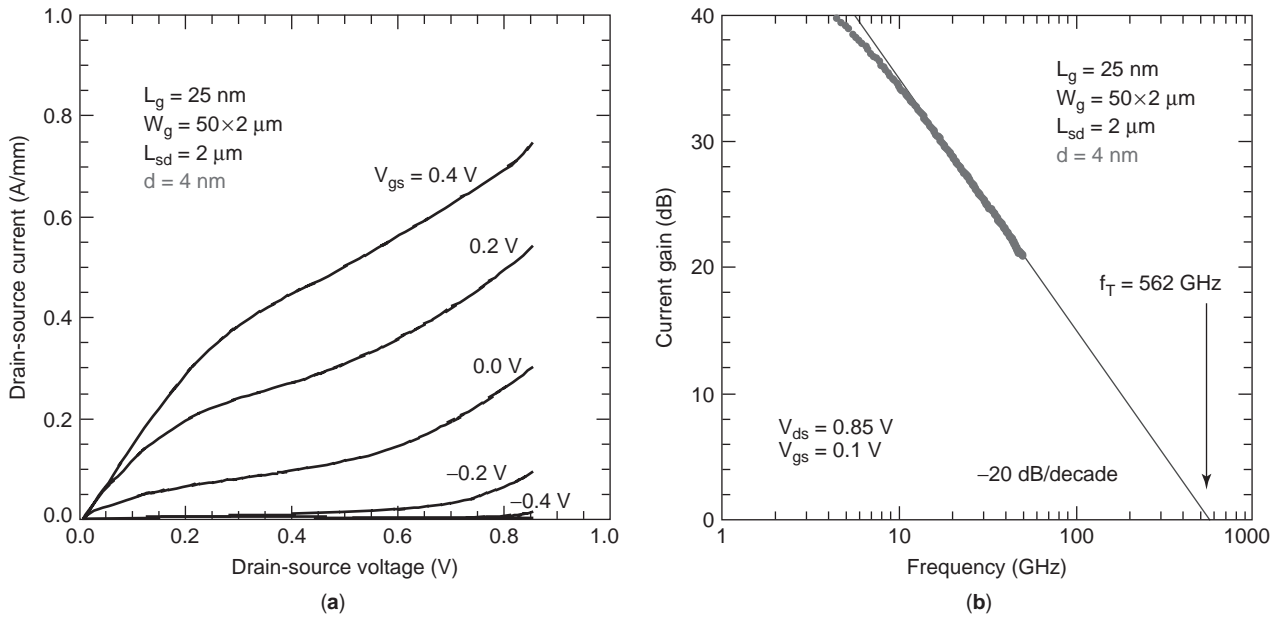 1.0
0.8
0.6
0.4
0.2
0.0
Drain-source current (A/mm)
L_g = 25 nm
W_g = 50×2 μm
L_sd = 2 μm
d = 4 nm
V_gs = 0.4 V
0.2 V
0.0 V
–0.2 V
–0.4 V
0.0 0.2 0.4 0.6 0.8 1.0
Drain-source voltage (V)
(a)
40
30
20
10
0
Current gain (dB)
L_g = 25 nm
W_g = 50×2 μm
L_sd = 2 μm
d = 4 nm
f_T = 562 GHz
V_ds = 0.85 V
V_gs = 0.1 V
–20 dB/decade
1 10 100 1000
Frequency (GHz)
(b)